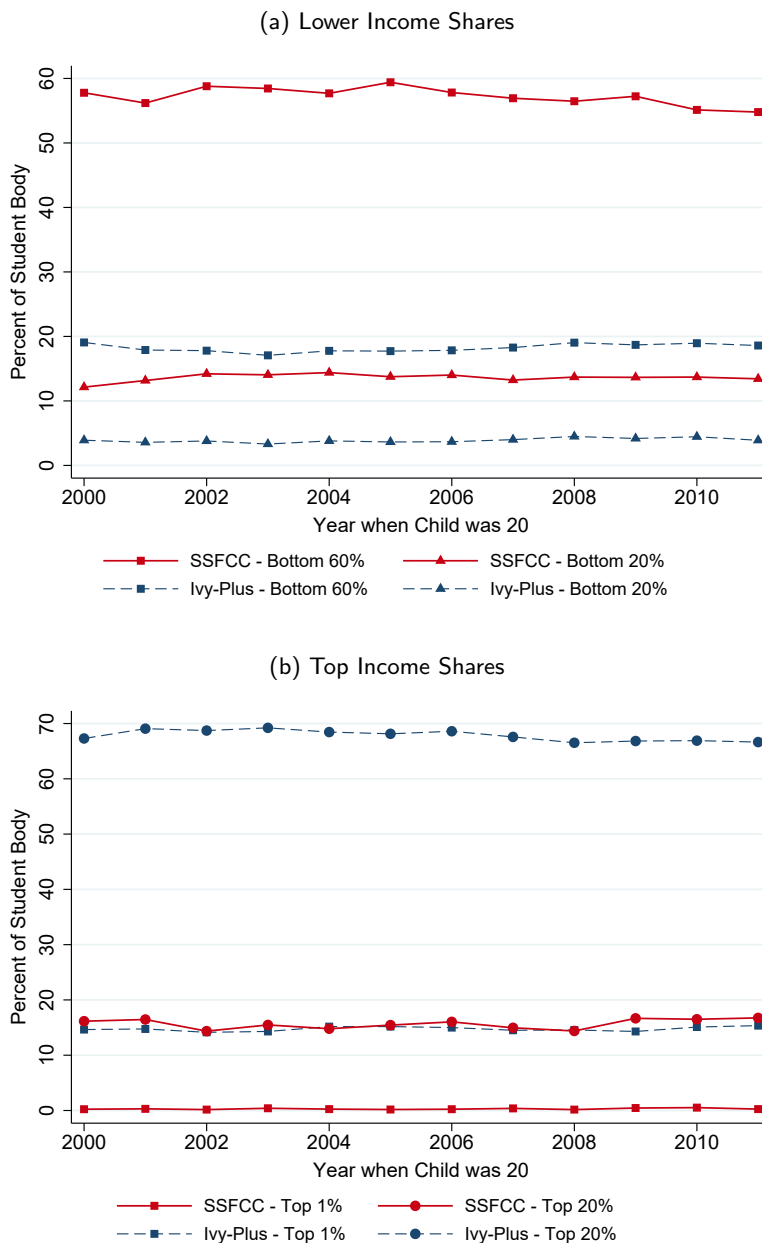 (a) Lower Income Shares
Percent of Student Body
60
50
40
30
20
10
0
2000 2002 2004 2006 2008 2010
Year when Child was 20
SSFCC - Bottom 60% SSFCC - Bottom 20%
Ivy-Plus - Bottom 60% Ivy-Plus - Bottom 20%
(b) Top Income Shares
Percent of Student Body
70
60
50
40
30
20
10
0
2000 2002 2004 2006 2008 2010
Year when Child was 20
SSFCC - Top 1% SSFCC - Top 20%
Ivy-Plus - Top 1% Ivy-Plus - Top 20%